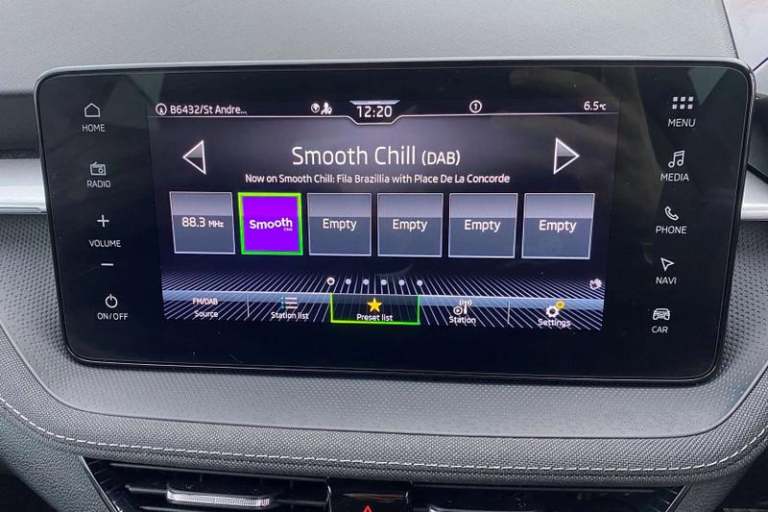 HOME
RADIO
+
VOLUME
−
ON/OFF
B6432/St Andre...
12:20
6.5°C
Smooth Chill (DAB)
Now on Smooth Chill: Fila Brazillia with Place De La Concorde
88.3 MHz
Smooth
Empty
Empty
Empty
Empty
FM/DAB
Source
Station list
Preset list
Station
Settings
MENU
MEDIA
PHONE
NAVI
CAR